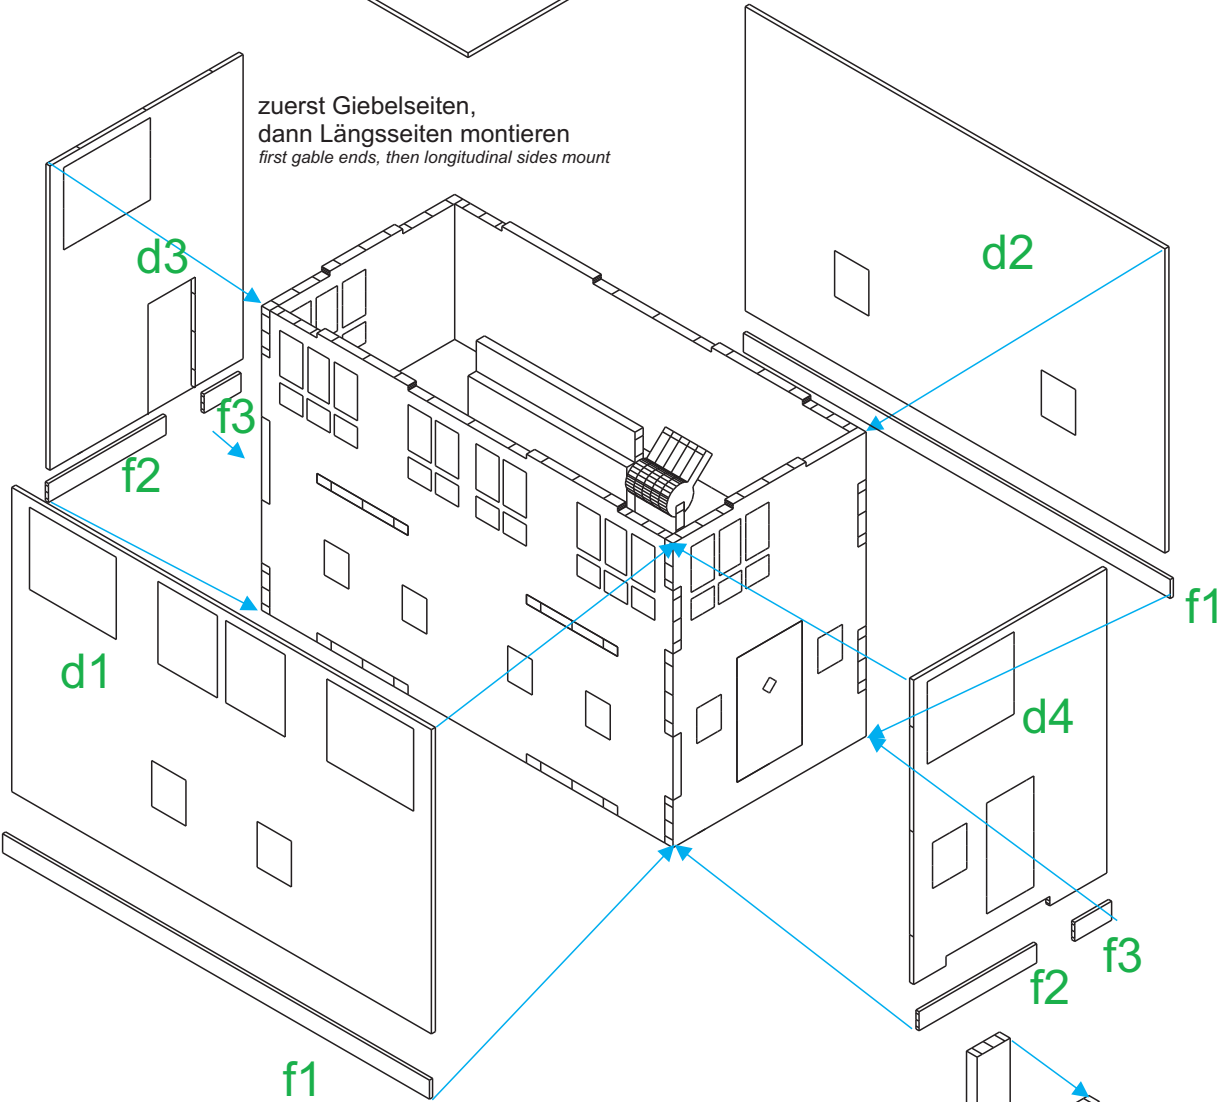 zuerst Giebelseiten,
dann Längsseiten montieren
first gable ends, then longitudinal sides mount
d3
d2
f3
f2
f1
d1
d4
f3
f2
f1